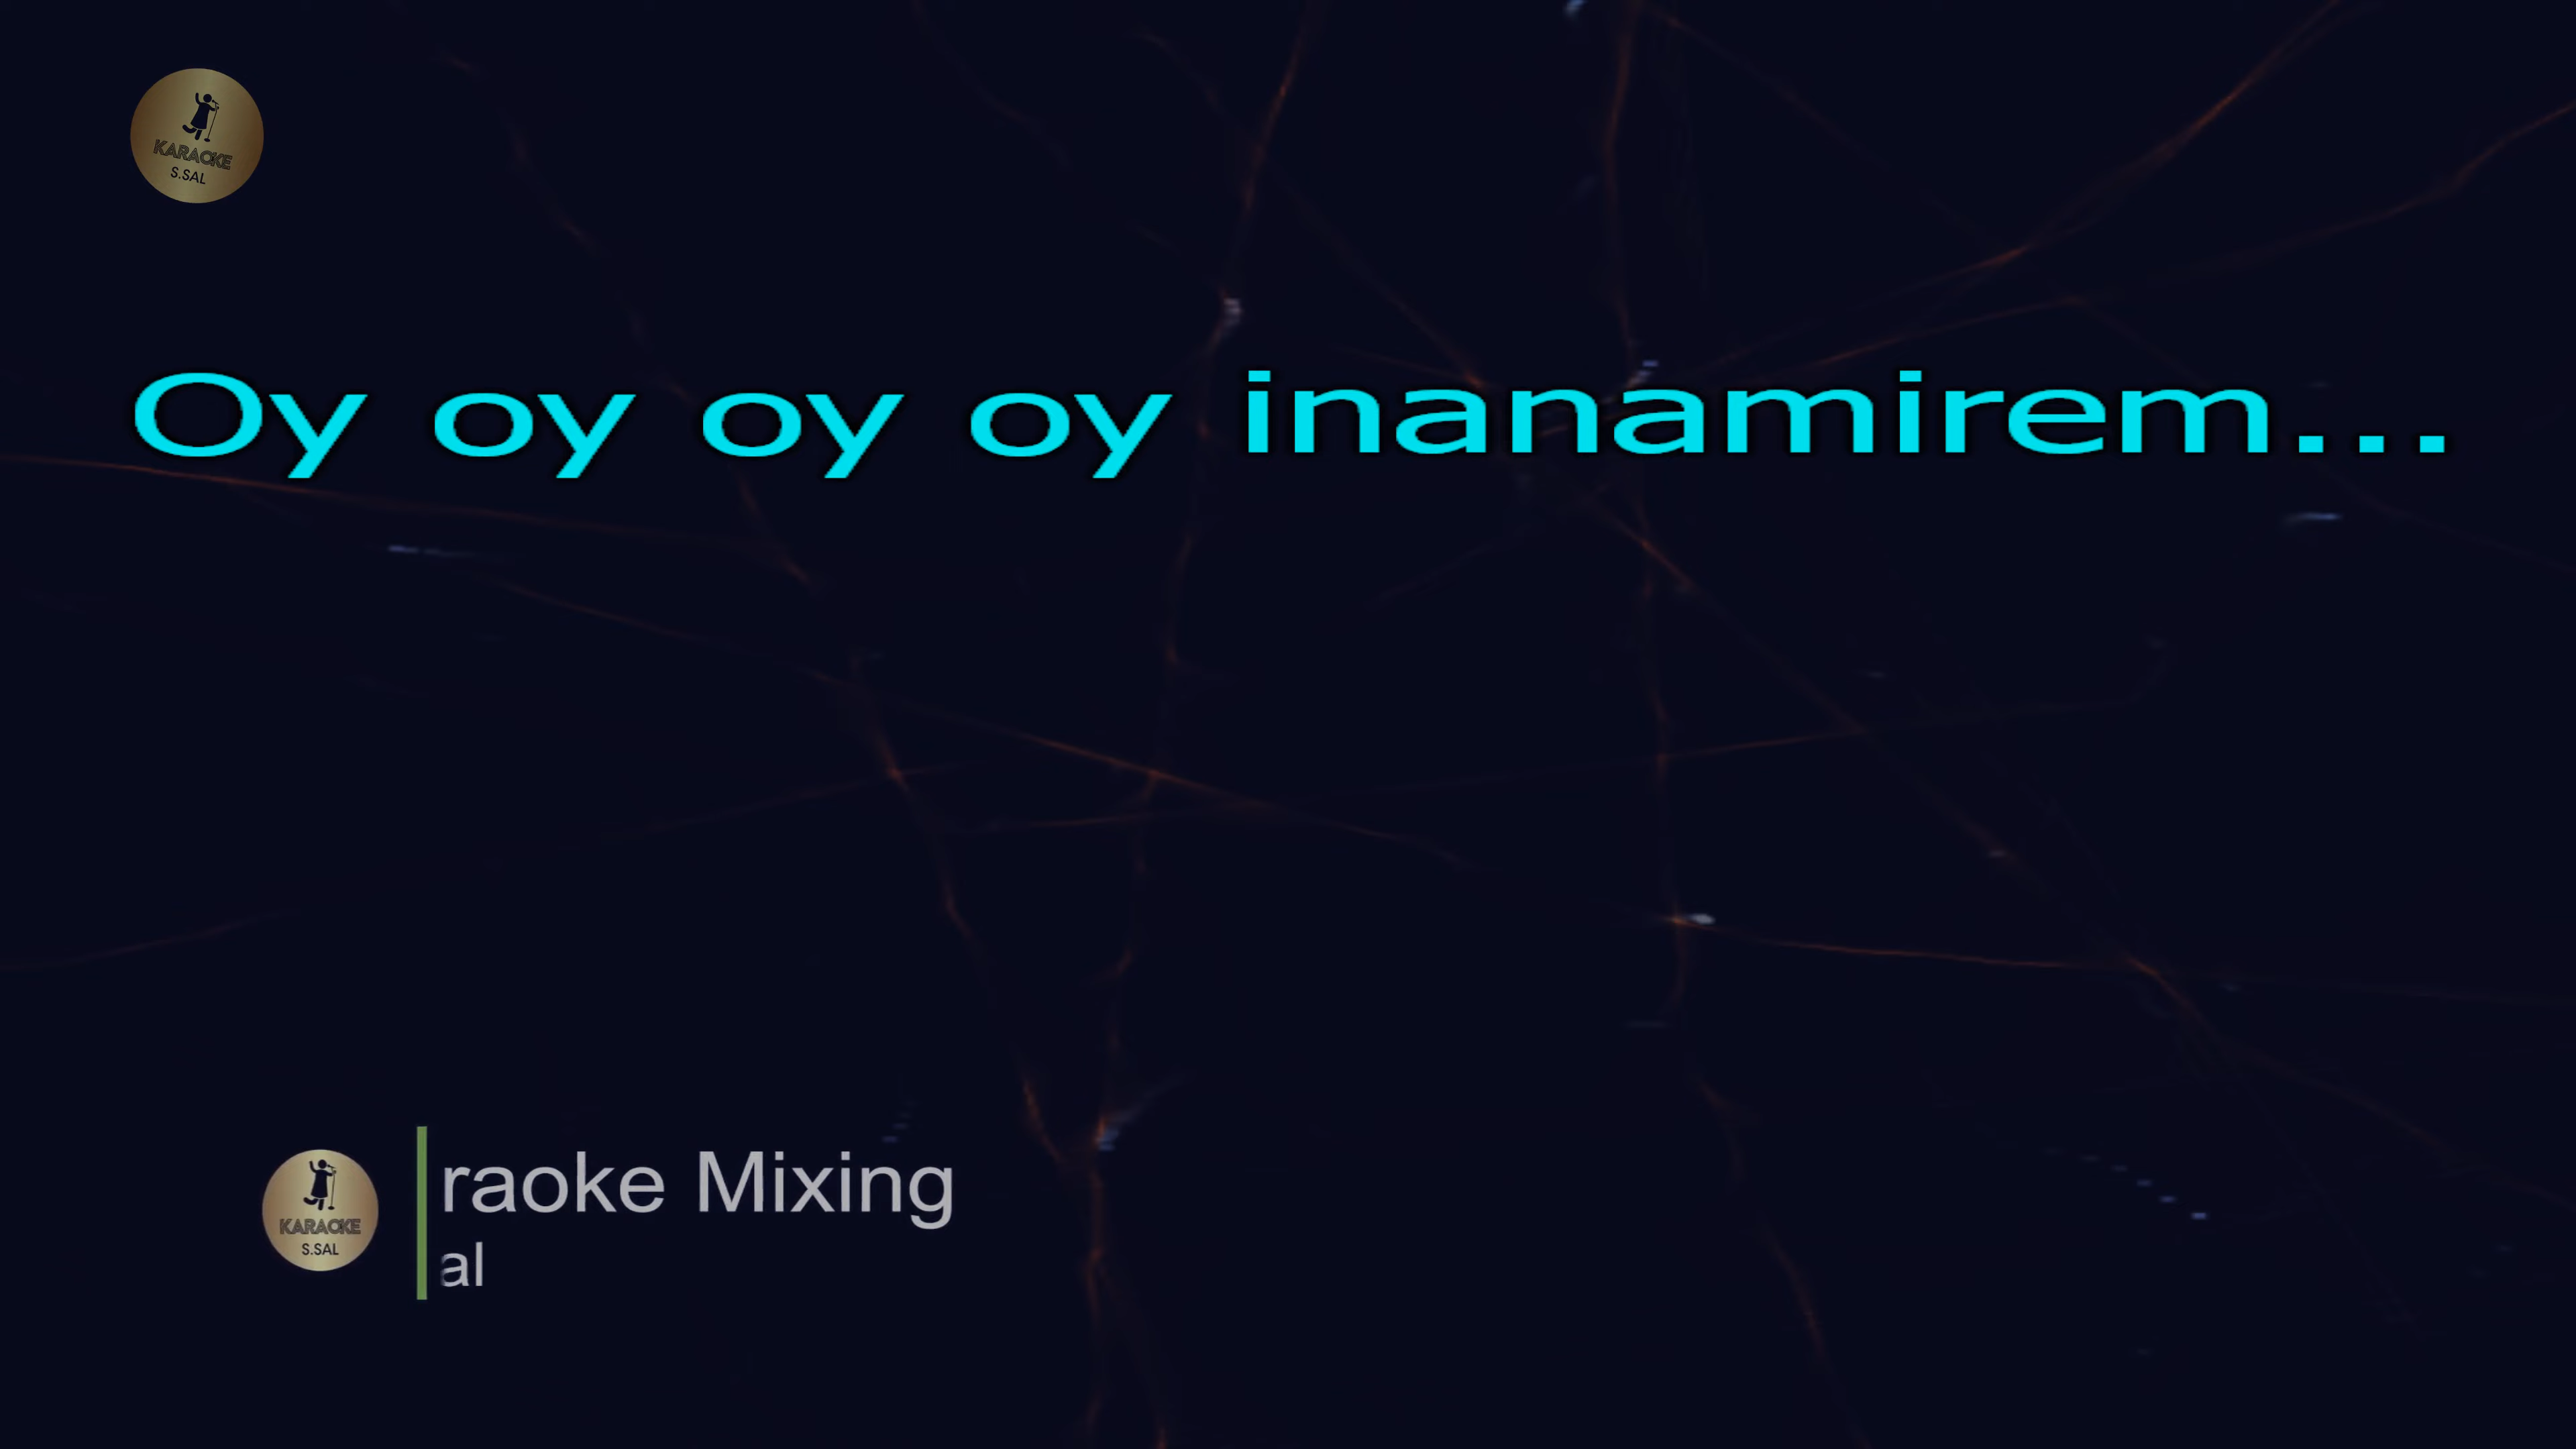 KARAOKE
S.SAL
Oy oy oy oy inanamirem...
raoke Mixing
al
KARAOKE
S.SAL